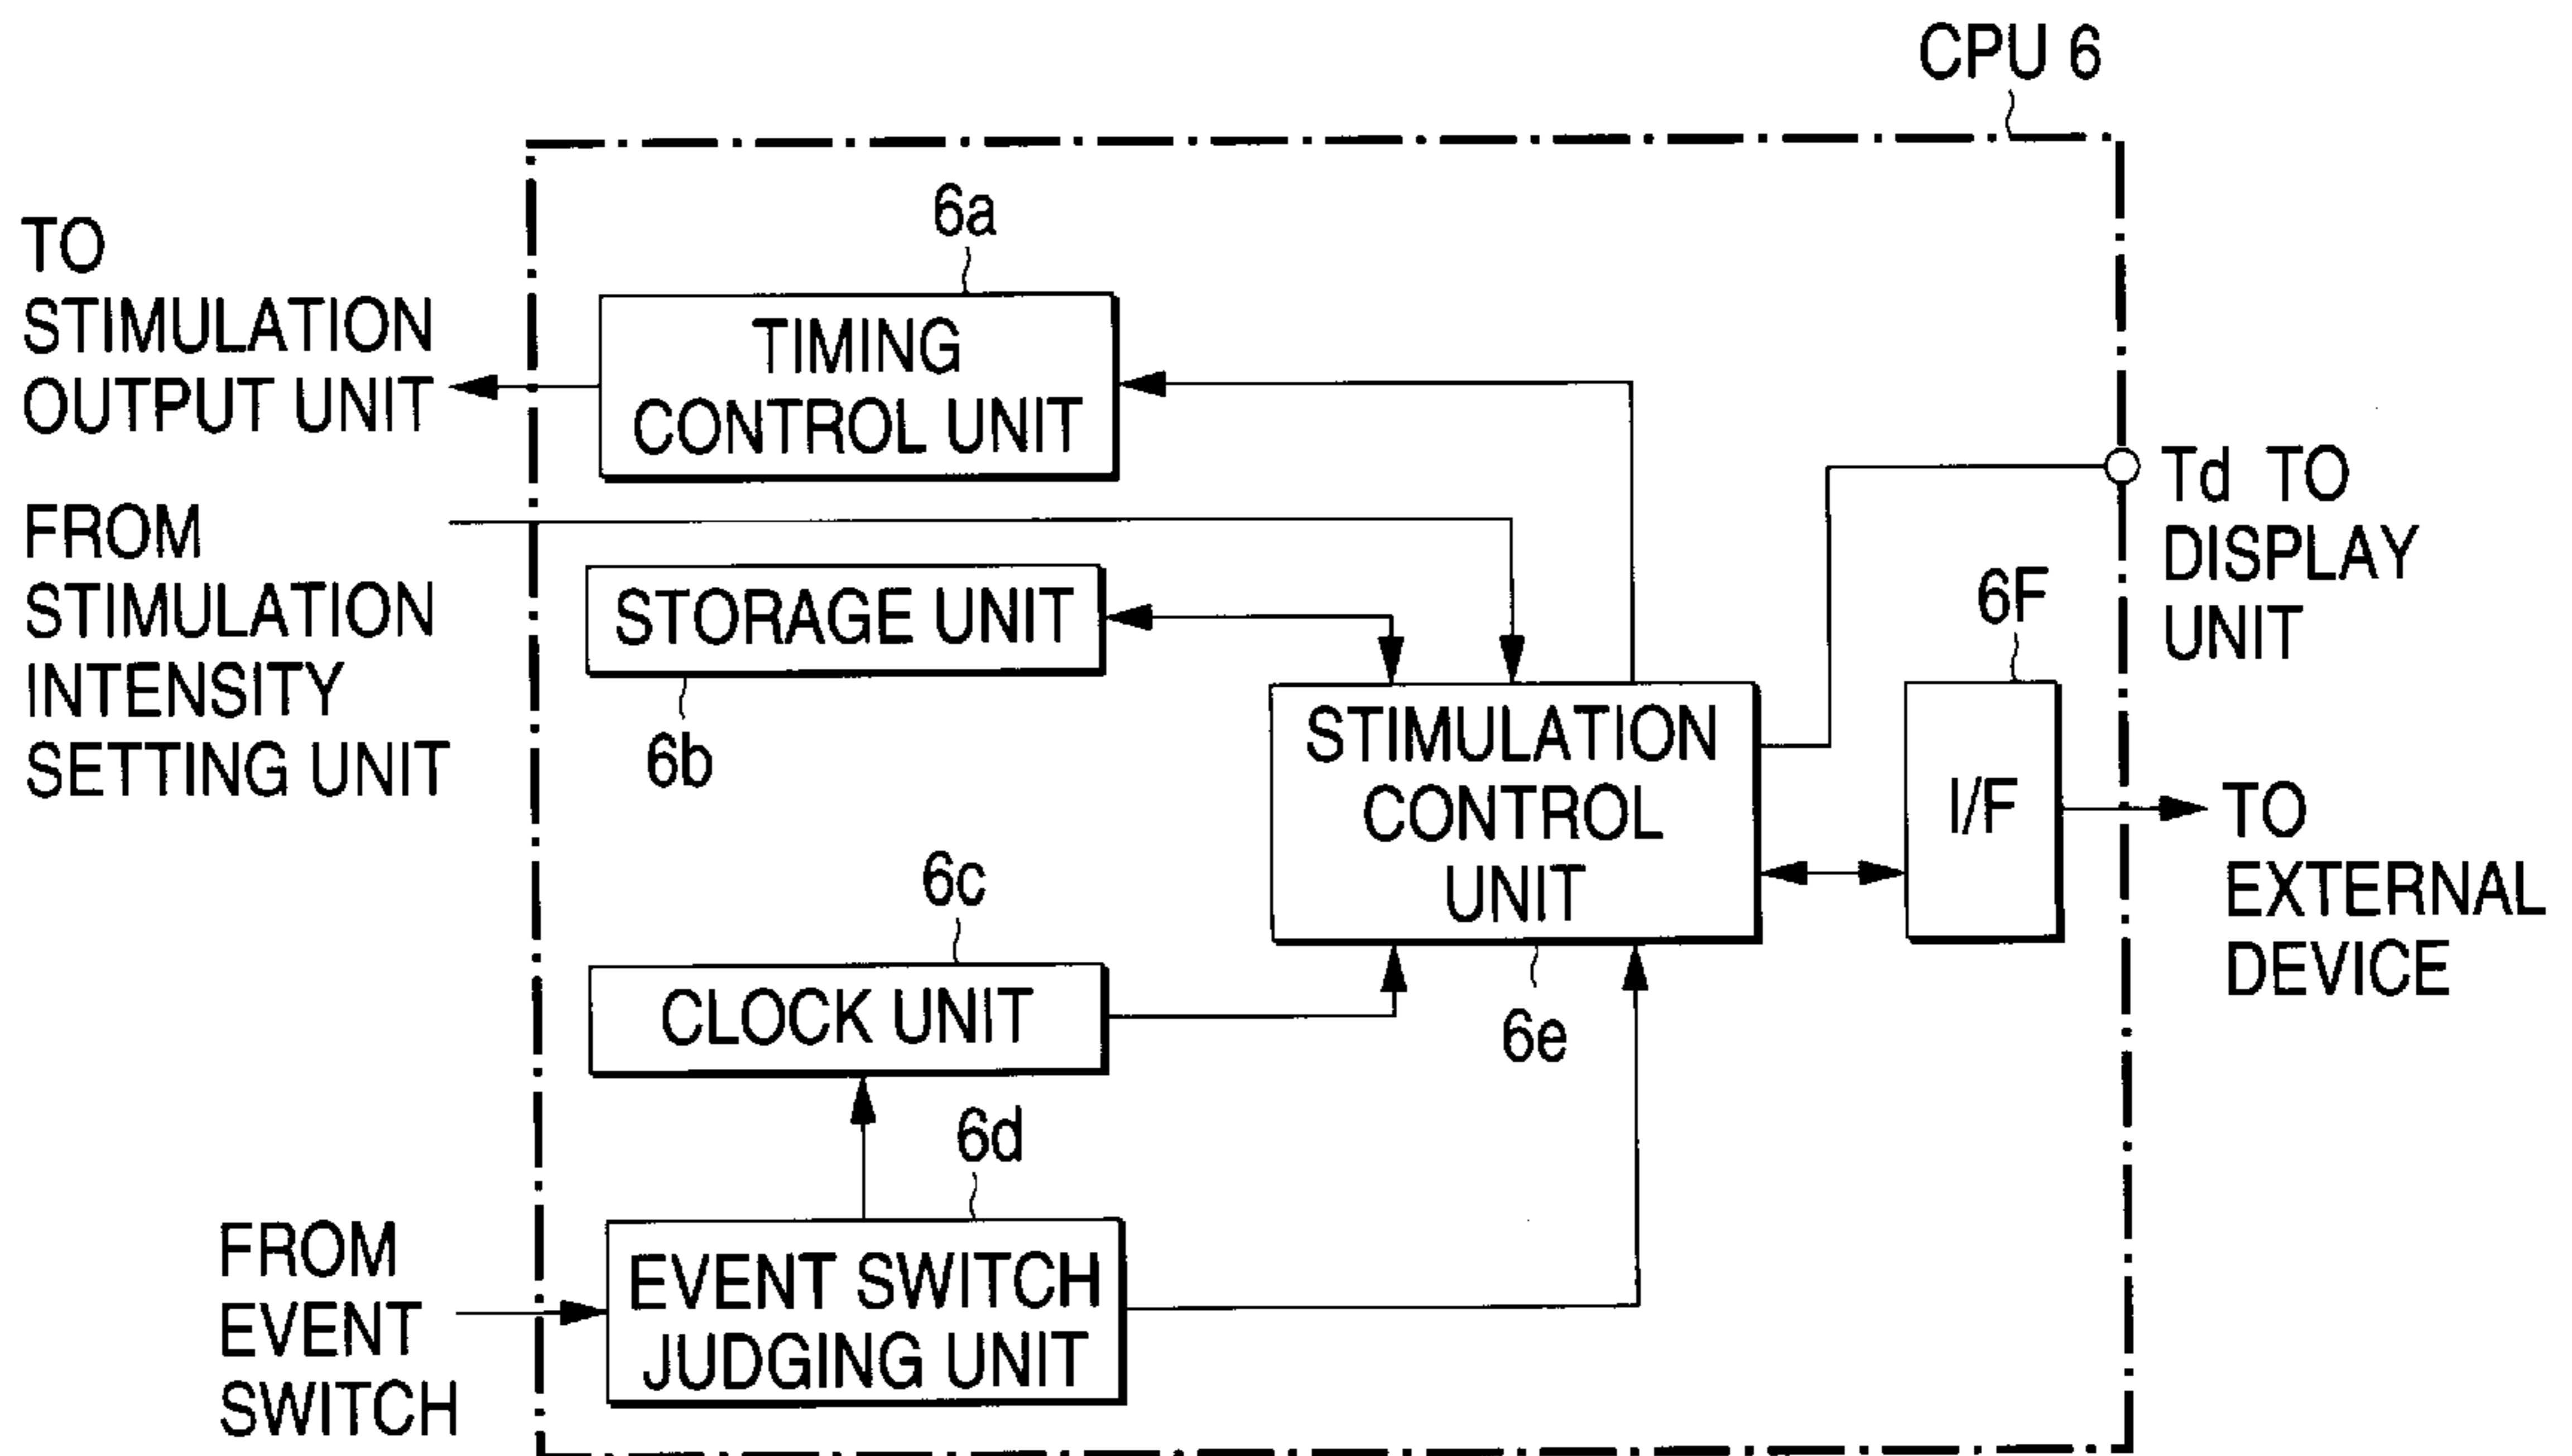 CPU 6
6a
TO
STIMULATION
OUTPUT UNIT
TIMING
CONTROL UNIT
Td TO
DISPLAY
UNIT
FROM
STIMULATION
INTENSITY
SETTING UNIT
STORAGE UNIT
6b
6F
STIMULATION
CONTROL
UNIT
6e
I/F
TO
EXTERNAL
DEVICE
6c
CLOCK UNIT
6d
FROM
EVENT
SWITCH
EVENT SWITCH
JUDGING UNIT